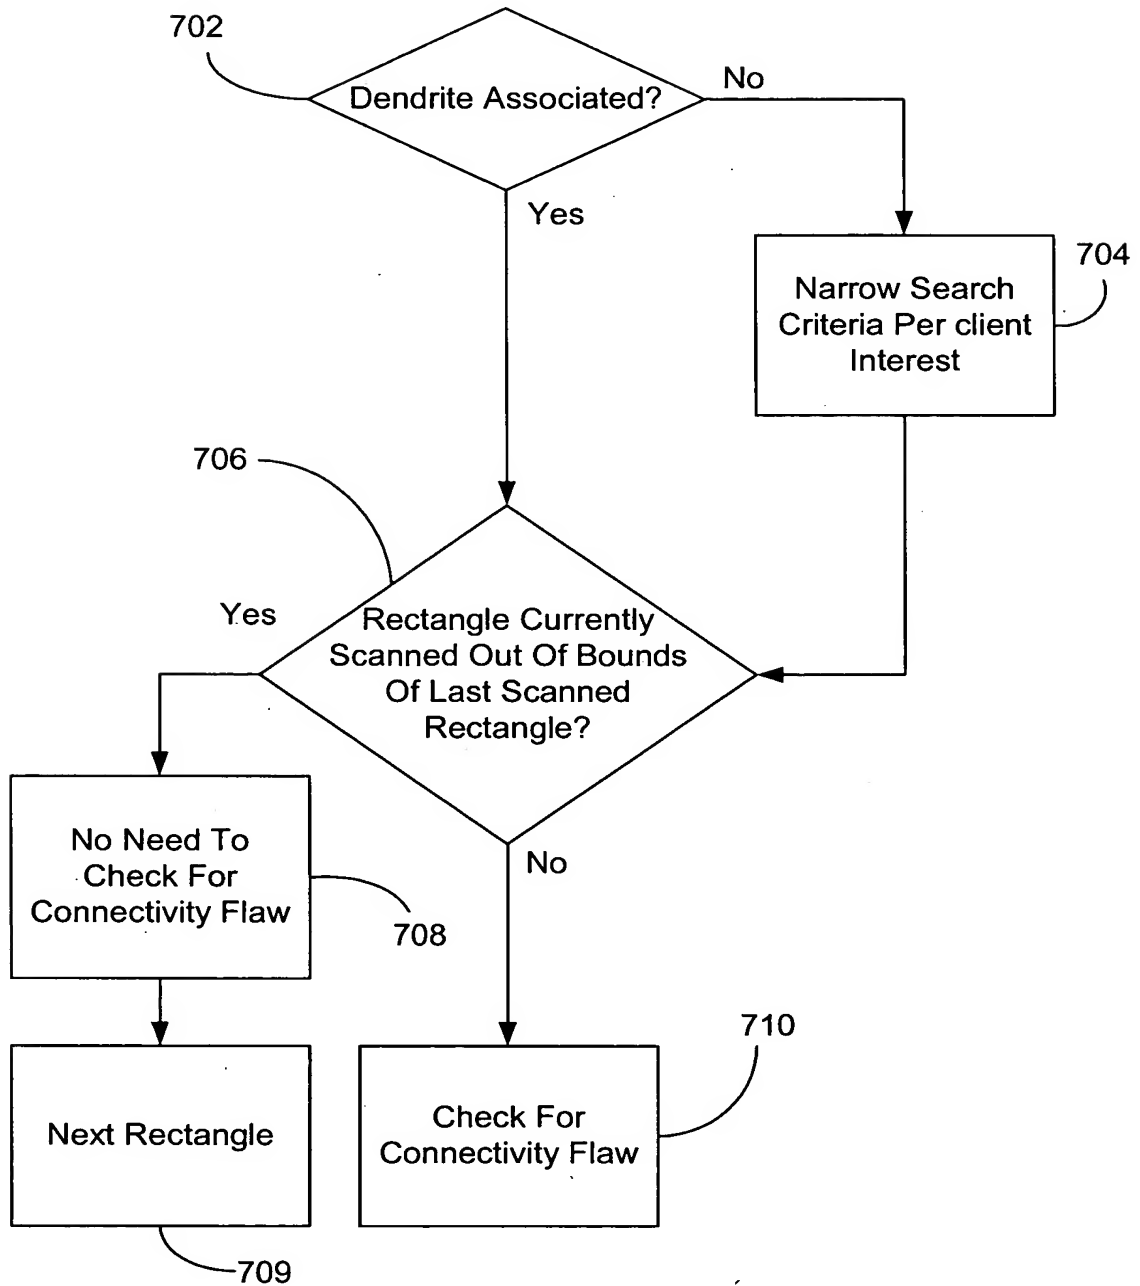 702
Dendrite Associated?
No
Yes
704
Narrow Search
Criteria Per client
Interest
706
Yes
Rectangle Currently
Scanned Out Of Bounds
Of Last Scanned
Rectangle?
No Need To
Check For
Connectivity Flaw
708
No
710
Next Rectangle
709
Check For
Connectivity Flaw